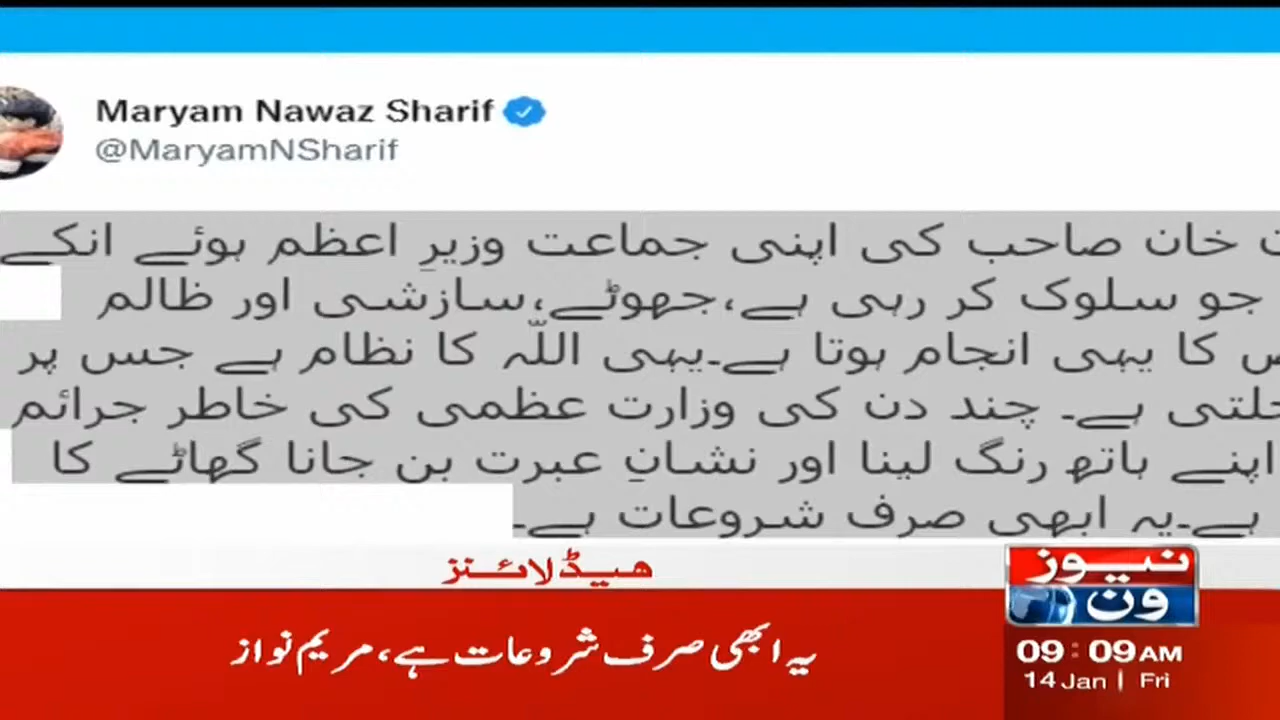 Maryam Nawaz Sharif
@MaryamNSharif
خان صاحب کی اپنی جماعت وزیرِ اعظم ہوئے انکے
جو سلوک کر رہی ہے،جھوٹے،سازشی اور ظالم
کا یہی انجام ہوتا ہے۔یہی اللّہ کا نظام ہے جس پر
ہے۔ چند دن کی وزارت عظمی کی خاطر جرائم
اپنے ہاتھ رنگ لینا اور نشانِ عبرت بن جانا گھاٹے کا
ہے۔یہ ابھی صرف شروعات ہے۔
ھیڈلائنز
یہ ابھی صرف شروعات ہے، مریم نواز
نیوز
ون
09:09AM
14 Jan | Fri